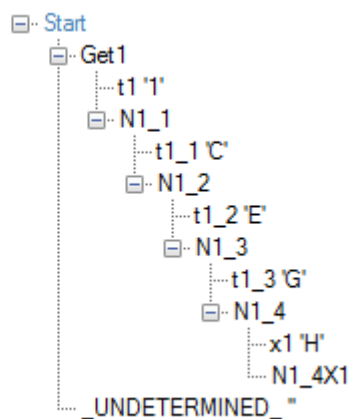 Start
Get1
t1 '1'
N1_1
t1_1 'C'
N1_2
t1_2 'E'
N1_3
t1_3 'G'
N1_4
x1 'H'
N1_4X1
_UNDETERMINED_ ''